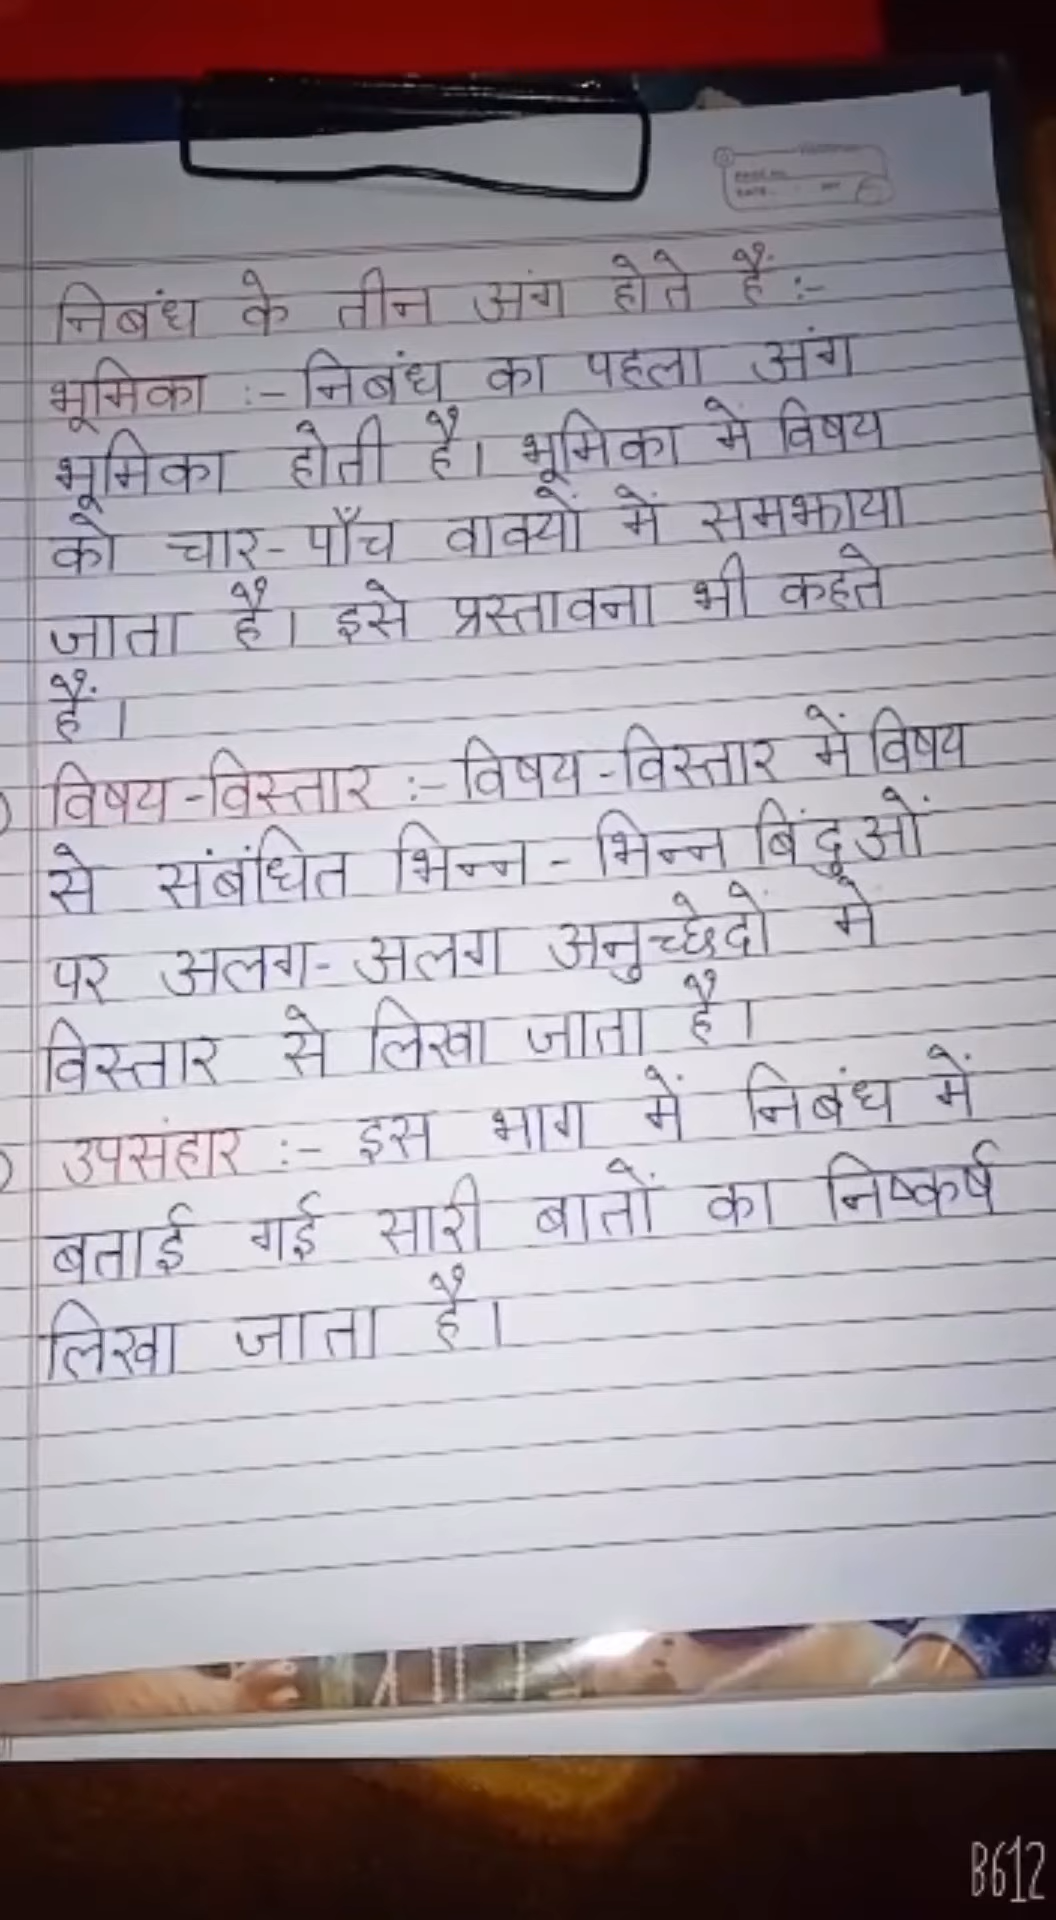 निबंध के तीन अंग होते हैं :-
भूमिका :- निबंध का पहला अंग
भूमिका होती है। भूमिका में विषय
को चार-पाँच वाक्यों में समझाया
जाता है। इसे प्रस्तावना भी कहते
हैं।
विषय-विस्तार :- विषय-विस्तार में विषय
से संबंधित भिन्न-भिन्न बिंदुओं
पर अलग-अलग अनुच्छेदों में
विस्तार से लिखा जाता है।
उपसंहार :- इस भाग में निबंध में
बताई गई सारी बातों का निष्कर्ष
लिखा जाता है।
B612